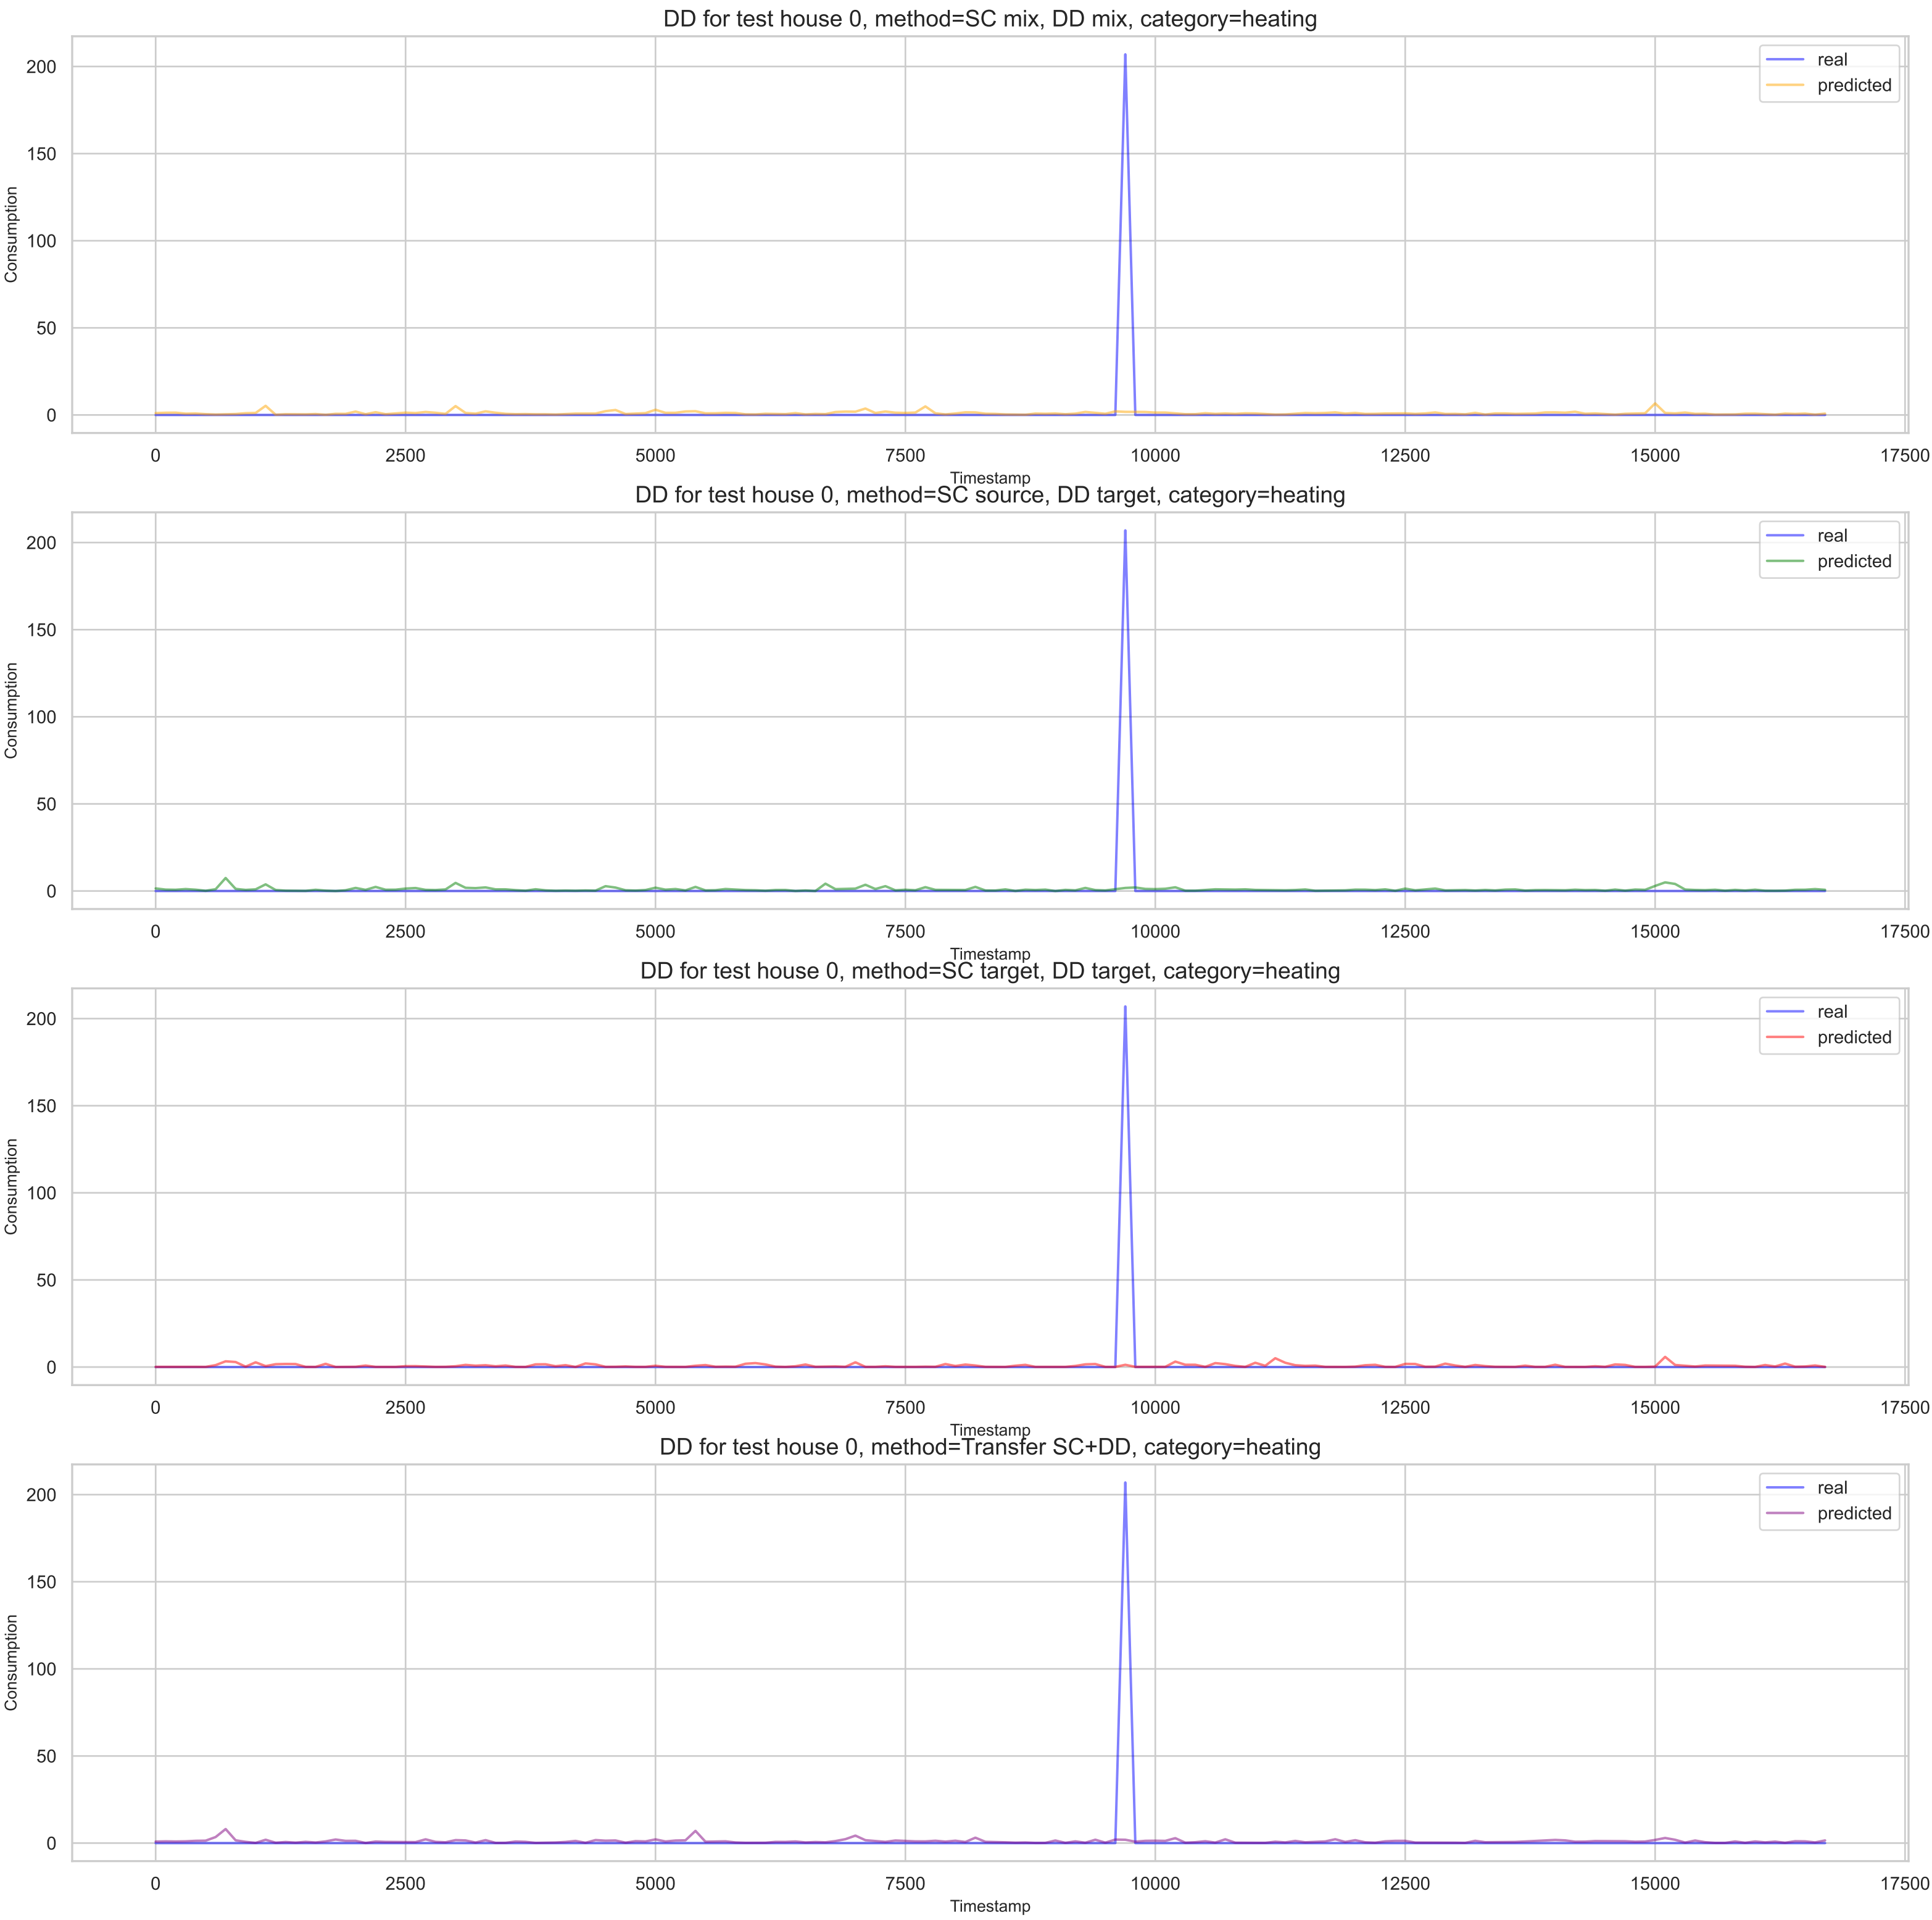 DD for test house 0, method=SC mix, DD mix, category=heating
real
predicted
200
150
100
50
0
Consumption
0 2500 5000 7500 10000 12500 15000 17500
Timestamp
DD for test house 0, method=SC source, DD target, category=heating
real
predicted
200
150
100
50
0
Consumption
0 2500 5000 7500 10000 12500 15000 17500
Timestamp
DD for test house 0, method=SC target, DD target, category=heating
real
predicted
200
150
100
50
0
Consumption
0 2500 5000 7500 10000 12500 15000 17500
Timestamp
DD for test house 0, method=Transfer SC+DD, category=heating
real
predicted
200
150
100
50
0
Consumption
0 2500 5000 7500 10000 12500 15000 17500
Timestamp